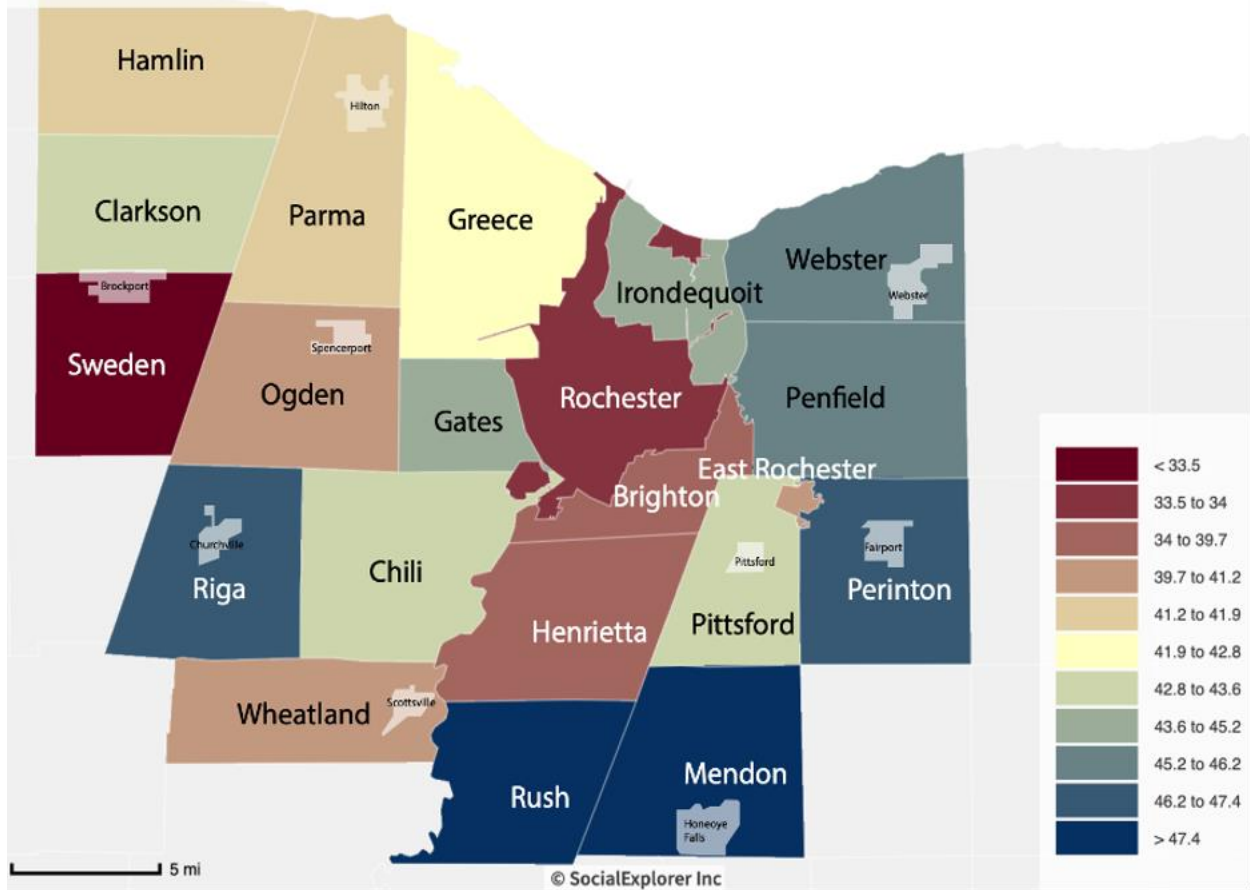 Hamlin
Hilton
Clarkson
Parma
Greece
Webster
Webster
Brockport
Irondequoit
Sweden
Spencerport
Ogden
Gates
Rochester
Penfield
East Rochester
Brighton
Churchville
Riga
Chili
Pittsford
Fairport
Perinton
Henrietta
Pittsford
Wheatland
Scottsville
Rush
Mendon
Honeoye
Falls
< 33.5
33.5 to 34
34 to 39.7
39.7 to 41.2
41.2 to 41.9
41.9 to 42.8
42.8 to 43.6
43.6 to 45.2
45.2 to 46.2
46.2 to 47.4
> 47.4
5 mi
© SocialExplorer Inc